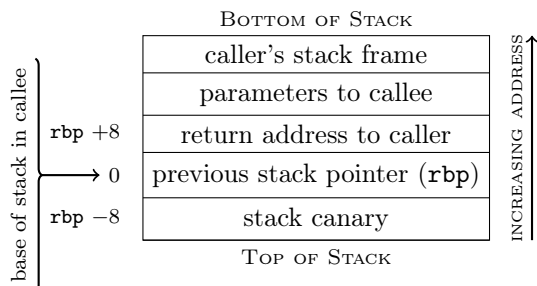 BOTTOM OF STACK
caller's stack frame
parameters to callee
rbp +8 return address to caller
0 previous stack pointer (rbp)
rbp −8 stack canary
TOP OF STACK
base of stack in callee
INCREASING ADDRESS